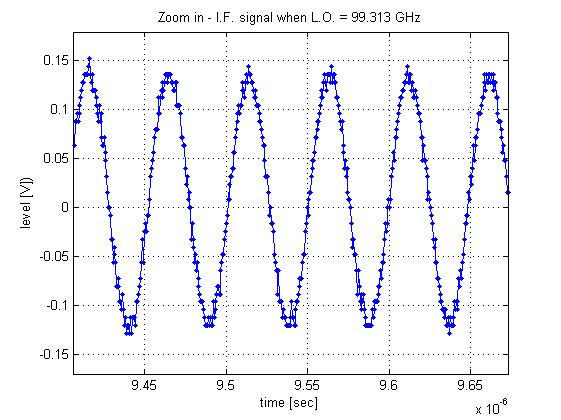 Zoom in - I.F. signal when L.O. = 99.313 GHz
0.15
0.1
0.05
0
-0.05
-0.1
-0.15
level [V])
9.45 9.5 9.55 9.6 9.65
x 10^-6
time [sec]